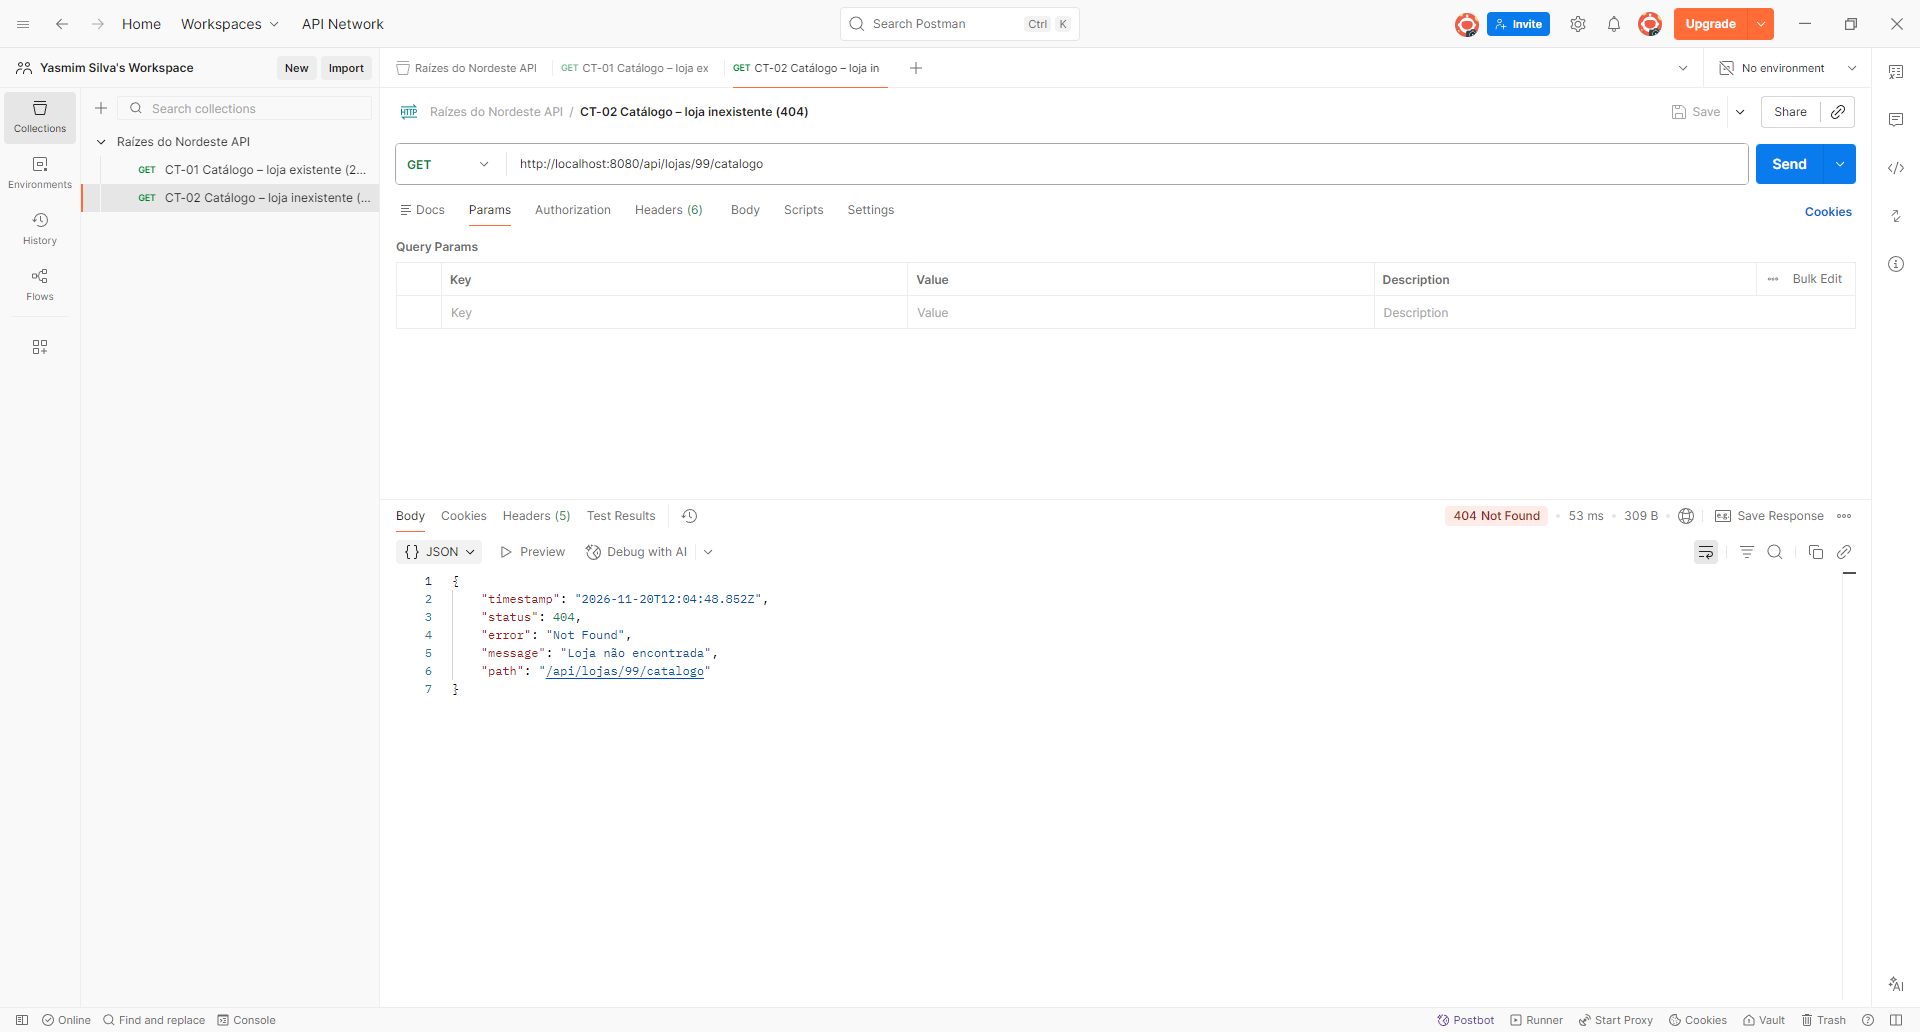 Home Workspaces API Network Search Postman Ctrl K Invite Upgrade
Yasmim Silva's Workspace New Import
Raízes do Nordeste API GET CT-01 Catálogo – loja ex GET CT-02 Catálogo – loja in No environment
Collections
Environments
History
Flows
Search collections
Raízes do Nordeste API
GET CT-01 Catálogo – loja existente (2...
GET CT-02 Catálogo – loja inexistente (...
HTTP Raízes do Nordeste API / CT-02 Catálogo – loja inexistente (404) Save Share
GET http://localhost:8080/api/lojas/99/catalogo Send
Docs Params Authorization Headers (6) Body Scripts Settings Cookies
Query Params
Key Value Description Bulk Edit
Key Value Description
Body Cookies Headers (5) Test Results 404 Not Found 53 ms 309 B e.g. Save Response
{} JSON Preview Debug with AI
1 {
2 "timestamp": "2026-11-20T12:04:48.852Z",
3 "status": 404,
4 "error": "Not Found",
5 "message": "Loja não encontrada",
6 "path": "/api/lojas/99/catalogo"
7 }
AI
Online Find and replace Console Postbot Runner Start Proxy Cookies Vault Trash